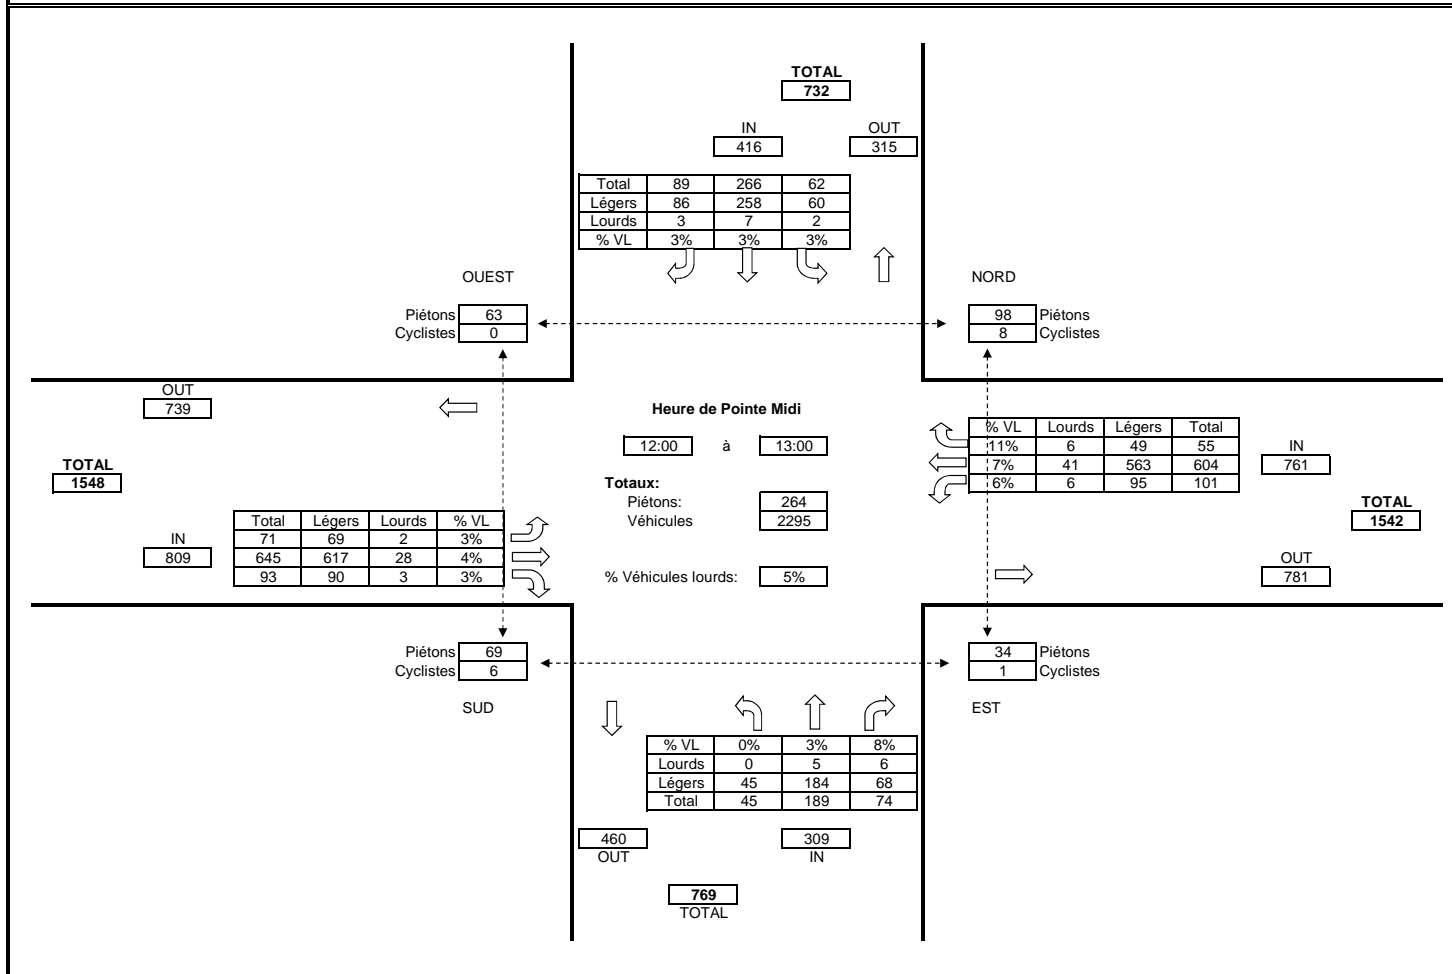 TOTAL
732
IN OUT
416 315
Total 89 266 62
Légers 86 258 60
Lourds 3 7 2
% VL 3% 3% 3%
OUEST NORD
Piétons 63 98 Piétons
Cyclistes 0 8 Cyclistes
OUT
739
Heure de Pointe Midi
12:00 à 13:00
% VL Lourds Légers Total
11% 6 49 55
7% 41 563 604
6% 6 95 101
IN
761
TOTAL
1548
TOTAL
1542
Totaux:
Piétons: 264
Véhicules 2295
% Véhicules lourds: 5%
IN
809
Total Légers Lourds % VL
71 69 2 3%
645 617 28 4%
93 90 3 3%
OUT
781
Piétons 69 34 Piétons
Cyclistes 6 1 Cyclistes
SUD EST
% VL 0% 3% 8%
Lourds 0 5 6
Légers 45 184 68
Total 45 189 74
460 309
OUT IN
769
TOTAL